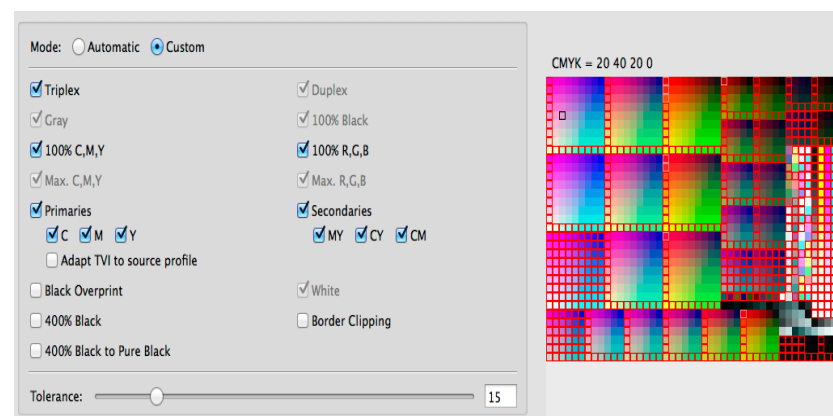 Mode: Automatic Custom
CMYK = 20 40 20 0
Triplex Duplex
Gray 100% Black
100% C,M,Y 100% R,G,B
Max. C,M,Y Max. R,G,B
Primaries Secondaries
C M Y MY CY CM
Adapt TVI to source profile
Black Overprint White
400% Black Border Clipping
400% Black to Pure Black
Tolerance: 15